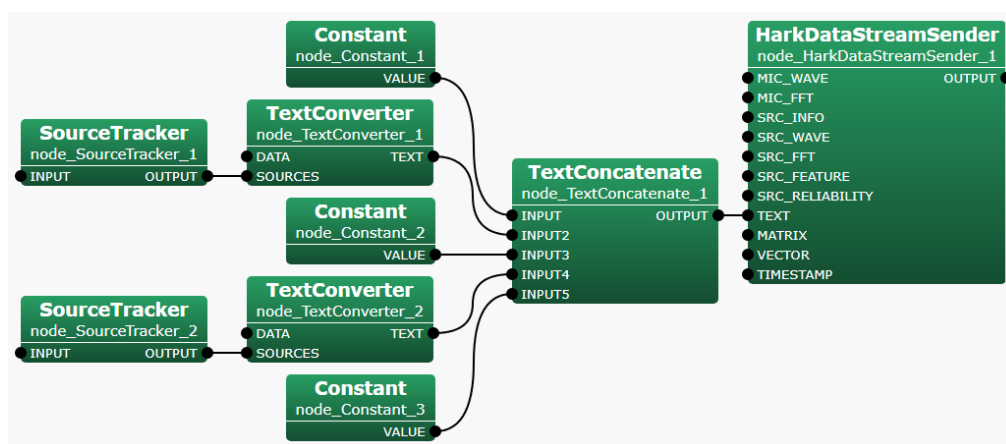 Constant
node_Constant_1
VALUE
TextConverter
node_TextConverter_1
DATA TEXT
SOURCES
SourceTracker
node_SourceTracker_1
INPUT OUTPUT
Constant
node_Constant_2
VALUE
TextConverter
node_TextConverter_2
DATA TEXT
SOURCES
SourceTracker
node_SourceTracker_2
INPUT OUTPUT
Constant
node_Constant_3
VALUE
TextConcatenate
node_TextConcatenate_1
INPUT OUTPUT
INPUT2
INPUT3
INPUT4
INPUT5
HarkDataStreamSender
node_HarkDataStreamSender_1
MIC_WAVE OUTPUT
MIC_FFT
SRC_INFO
SRC_WAVE
SRC_FFT
SRC_FEATURE
SRC_RELIABILITY
TEXT
MATRIX
VECTOR
TIMESTAMP